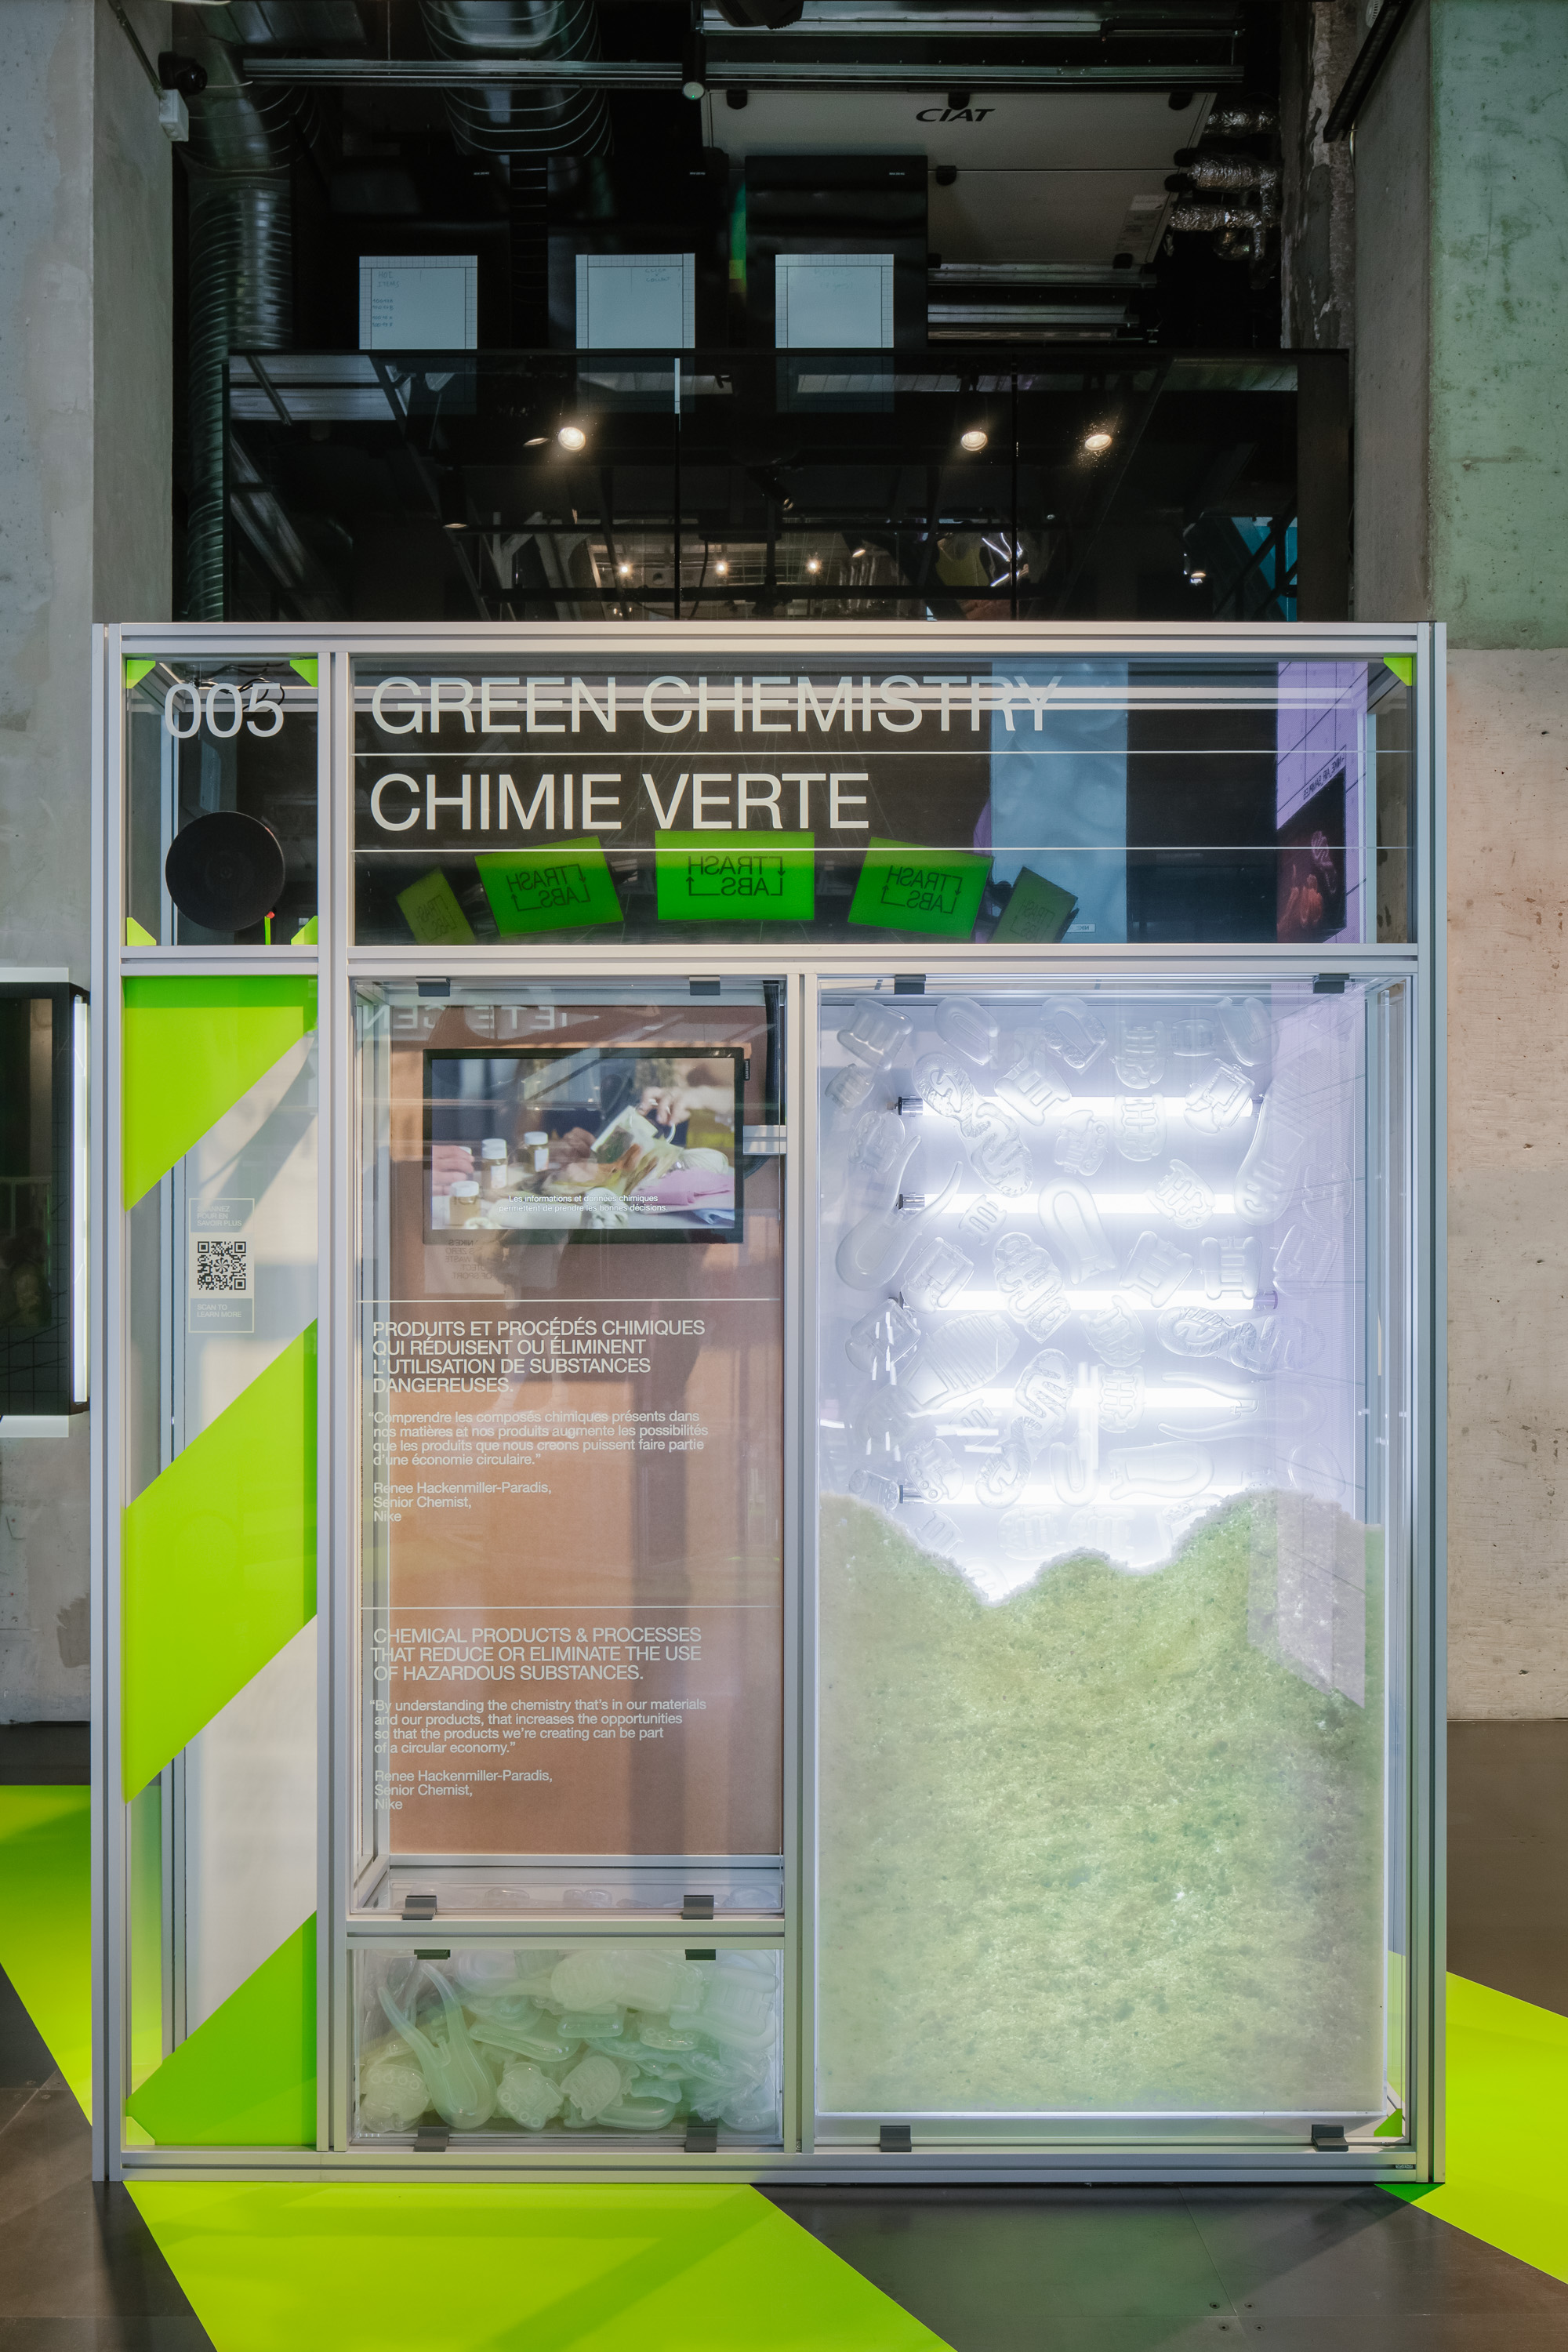 CIAT
005
GREEN CHEMISTRY
CHIMIE VERTE
TRASH
LABS
TRASH
LABS
TRASH
LABS
Les informations et données chimiques
permettent de prendre les bonnes décisions
POUR EN
SAVOIR PLUS
SCAN TO
LEARN MORE
PRODUITS ET PROCÉDÉS CHIMIQUES
QUI RÉDUISENT OU ÉLIMINENT
L'UTILISATION DE SUBSTANCES
DANGEREUSES.
“Comprendre les composés chimiques présents dans
nos matières et nos produits augmente les possibilités
que les produits que nous creons puissent faire partie
d'une économie circulaire.”
Renee Hackenmiller-Paradis,
Senior Chemist,
Nike
CHEMICAL PRODUCTS & PROCESSES
THAT REDUCE OR ELIMINATE THE USE
OF HAZARDOUS SUBSTANCES.
“By understanding the chemistry that’s in our materials
and our products, that increases the opportunities
so that the products we’re creating can be part
of a circular economy.”
Renee Hackenmiller-Paradis,
Senior Chemist,
Nike